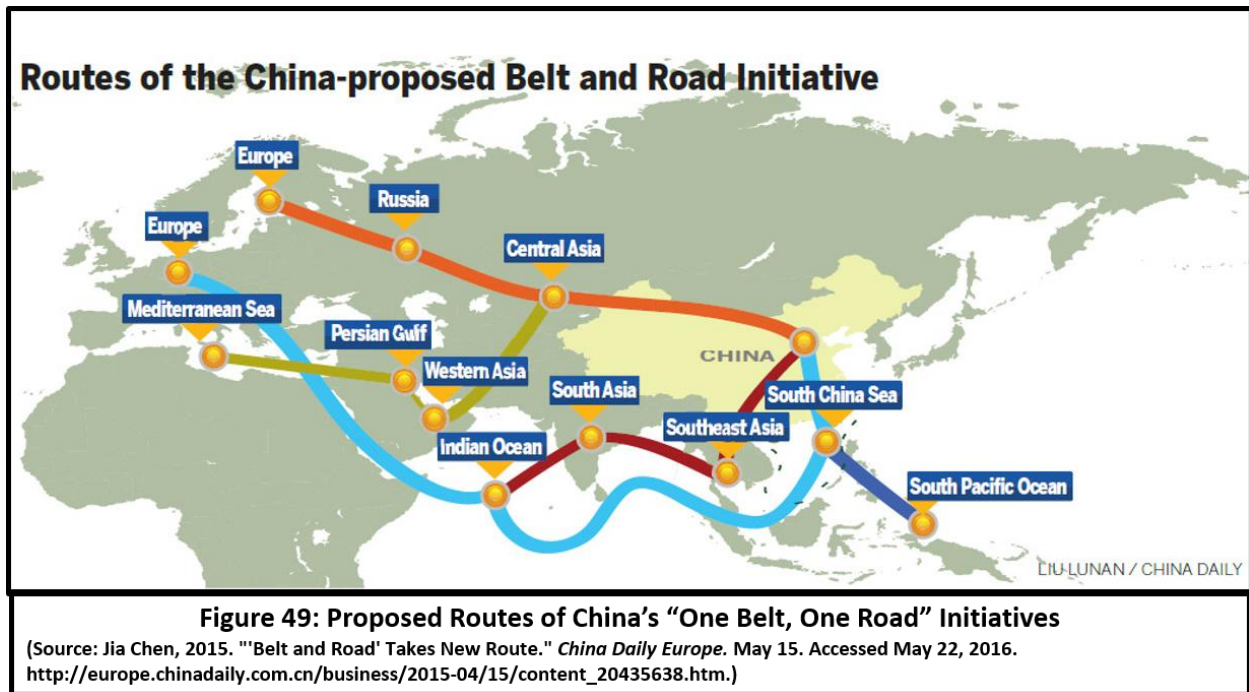 Routes of the China-proposed Belt and Road Initiative
Europe
Russia
Europe
Central Asia
Mediterranean Sea
Persian Gulf
Western Asia
CHINA
South Asia
South China Sea
Southeast Asia
Indian Ocean
South Pacific Ocean
LIU LUNAN / CHINA DAILY
Figure 49: Proposed Routes of China’s “One Belt, One Road” Initiatives
(Source: Jia Chen, 2015. "'Belt and Road' Takes New Route." China Daily Europe. May 15. Accessed May 22, 2016.
http://europe.chinadaily.com.cn/business/2015-04/15/content_20435638.htm.)